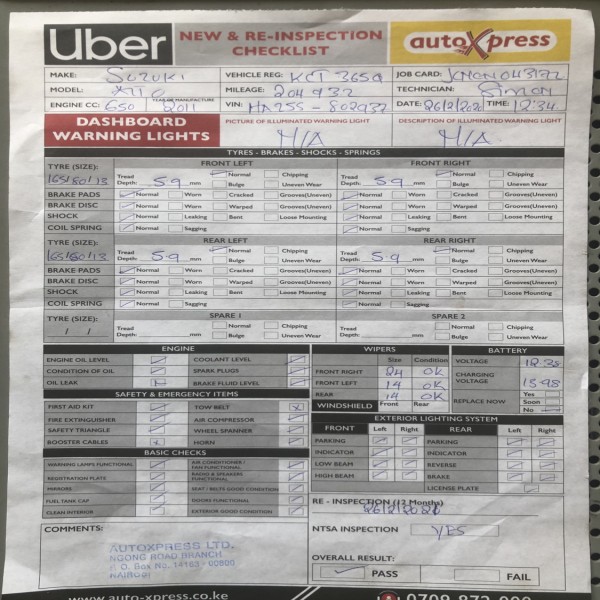 Uber NEW & RE-INSPECTION CHECKLIST autoXpress
MAKE: SUZUKI VEHICLE REG: KCT 365Q JOB CARD:
MODEL: ALTO MILEAGE: 204932 TECHNICIAN: Simon
ENGINE CC: 650 YEAR OF MANUFACTURE 2011 VIN: HA25S - 802932 DATE: 26/2/202 TIME: 12:34
DASHBOARD WARNING LIGHTS PICTURE OF ILLUMINATED WARNING LIGHT DESCRIPTION OF ILLUMINATED WARNING LIGHT
N/A N/A
TYRES - BRAKES - SHOCKS - SPRINGS
TYRE (SIZE): FRONT LEFT FRONT RIGHT
165/80/13 Tread Depth: 5.9 mm Normal Chipping Bulge Uneven Wear Tread Depth: 5.9 mm Normal Chipping Bulge Uneven Wear
BRAKE PADS Normal Worn Cracked Grooves(Uneven) Normal Worn Cracked Grooves(Uneven)
BRAKE DISC Normal Worn Warped Grooves(Uneven) Normal Worn Warped Grooves(Uneven)
SHOCK Normal Leaking Bent Loose Mounting Normal Leaking Bent Loose Mounting
COIL SPRING Normal Sagging Normal Sagging
TYRE (SIZE): REAR LEFT REAR RIGHT
165/80/13 Tread Depth: 5.9 mm Normal Chipping Bulge Uneven Wear Tread Depth: 5.9 mm Normal Chipping Bulge Uneven Wear
BRAKE PADS Normal Worn Cracked Grooves(Uneven) Normal Worn Cracked Grooves(Uneven)
BRAKE DISC Normal Worn Warped Grooves(Uneven) Normal Worn Warped Grooves(Uneven)
SHOCK Normal Leaking Bent Loose Mounting Normal Leaking Bent Loose Mounting
COIL SPRING Normal Sagging Normal Sagging
TYRE (SIZE): SPARE 1 SPARE 2
/ / Tread Depth: mm Normal Chipping Bulge Uneven Wear Tread Depth: mm Normal Chipping Bulge Uneven Wear
ENGINE
ENGINE OIL LEVEL COOLANT LEVEL
CONDITION OF OIL SPARK PLUGS
OIL LEAK BRAKE FLUID LEVEL
SAFETY & EMERGENCY ITEMS
FIRST AID KIT TOW BELT
FIRE EXTINGUISHER AIR COMPRESSOR
SAFETY TRIANGLE WHEEL SPANNER
BOOSTER CABLES HORN
BASIC CHECKS
WARNING LAMPS FUNCTIONAL AIR CONDITIONER / FAN FUNCTIONAL
REGISTRATION PLATE RADIO & SPEAKERS FUNCTIONAL
MIRRORS SEAT / BELTS GOOD CONDITION
FUEL TANK CAP DOORS FUNCTIONAL
CLEAN INTERIOR EXTERIOR GOOD CONDITION
WIPERS
Size Condition
FRONT RIGHT 24 OK
FRONT LEFT 14 OK
REAR 14 OK
WINDSHIELD Front Rear
BATTERY
VOLTAGE 12.38
CHARGING VOLTAGE 13.98
REPLACE NOW Yes Soon No
EXTERIOR LIGHTING SYSTEM
FRONT Left Right REAR Left Right
PARKING PARKING
INDICATOR INDICATOR
LOW BEAM REVERSE
HIGH BEAM BRAKE
LICENSE PLATE
RE - INSPECTION (12 Months)
NTSA INSPECTION YES
OVERALL RESULT:
PASS FAIL
COMMENTS:
AUTOXPRESS LTD.
NGONG ROAD BRANCH
P. O. Box No. 14163 - 00800
NAIROBI
www.auto-xpress.co.ke 0709 872 000